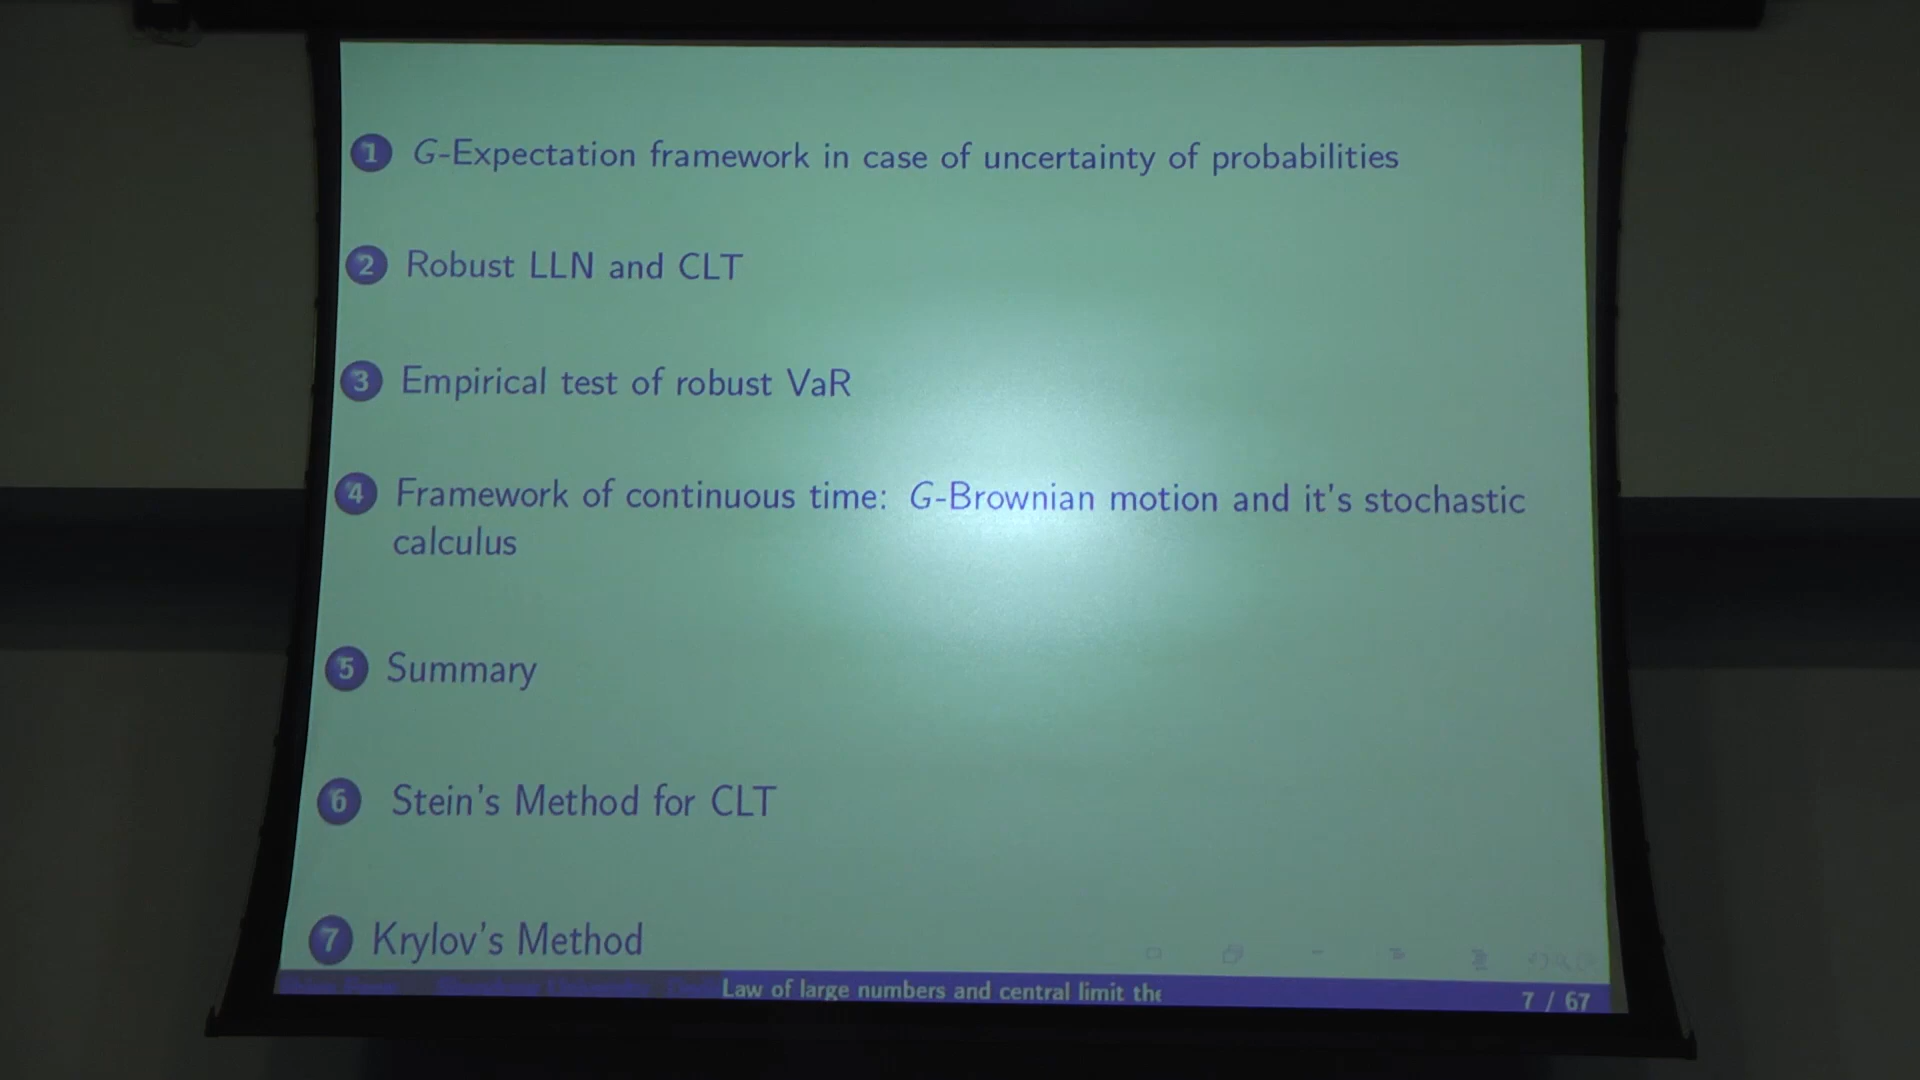 1 G-Expectation framework in case of uncertainty of probabilities
2 Robust LLN and CLT
3 Empirical test of robust VaR
4 Framework of continuous time: G-Brownian motion and it's stochastic
calculus
5 Summary
6 Stein's Method for CLT
7 Krylov's Method
Law of large numbers and central limit the
7 / 67